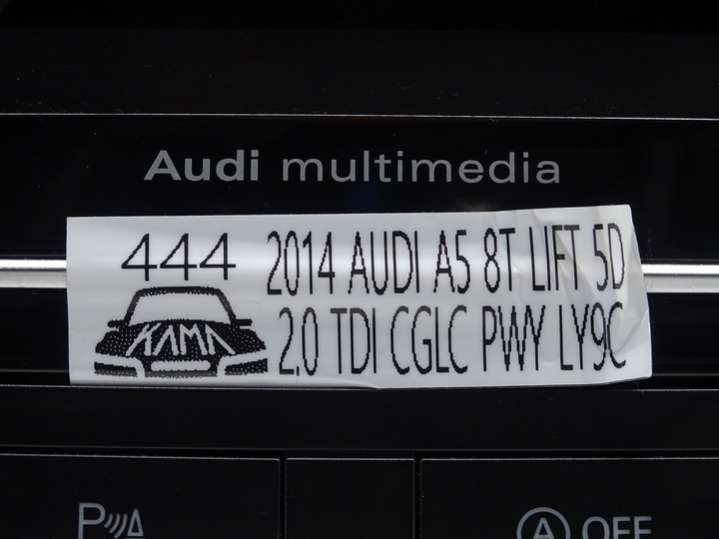 Audi multimedia
444
KAMA
2014 AUDI A5 8T LIFT 5D
2.0 TDI CGLC PWY LY9C
P
A OFF